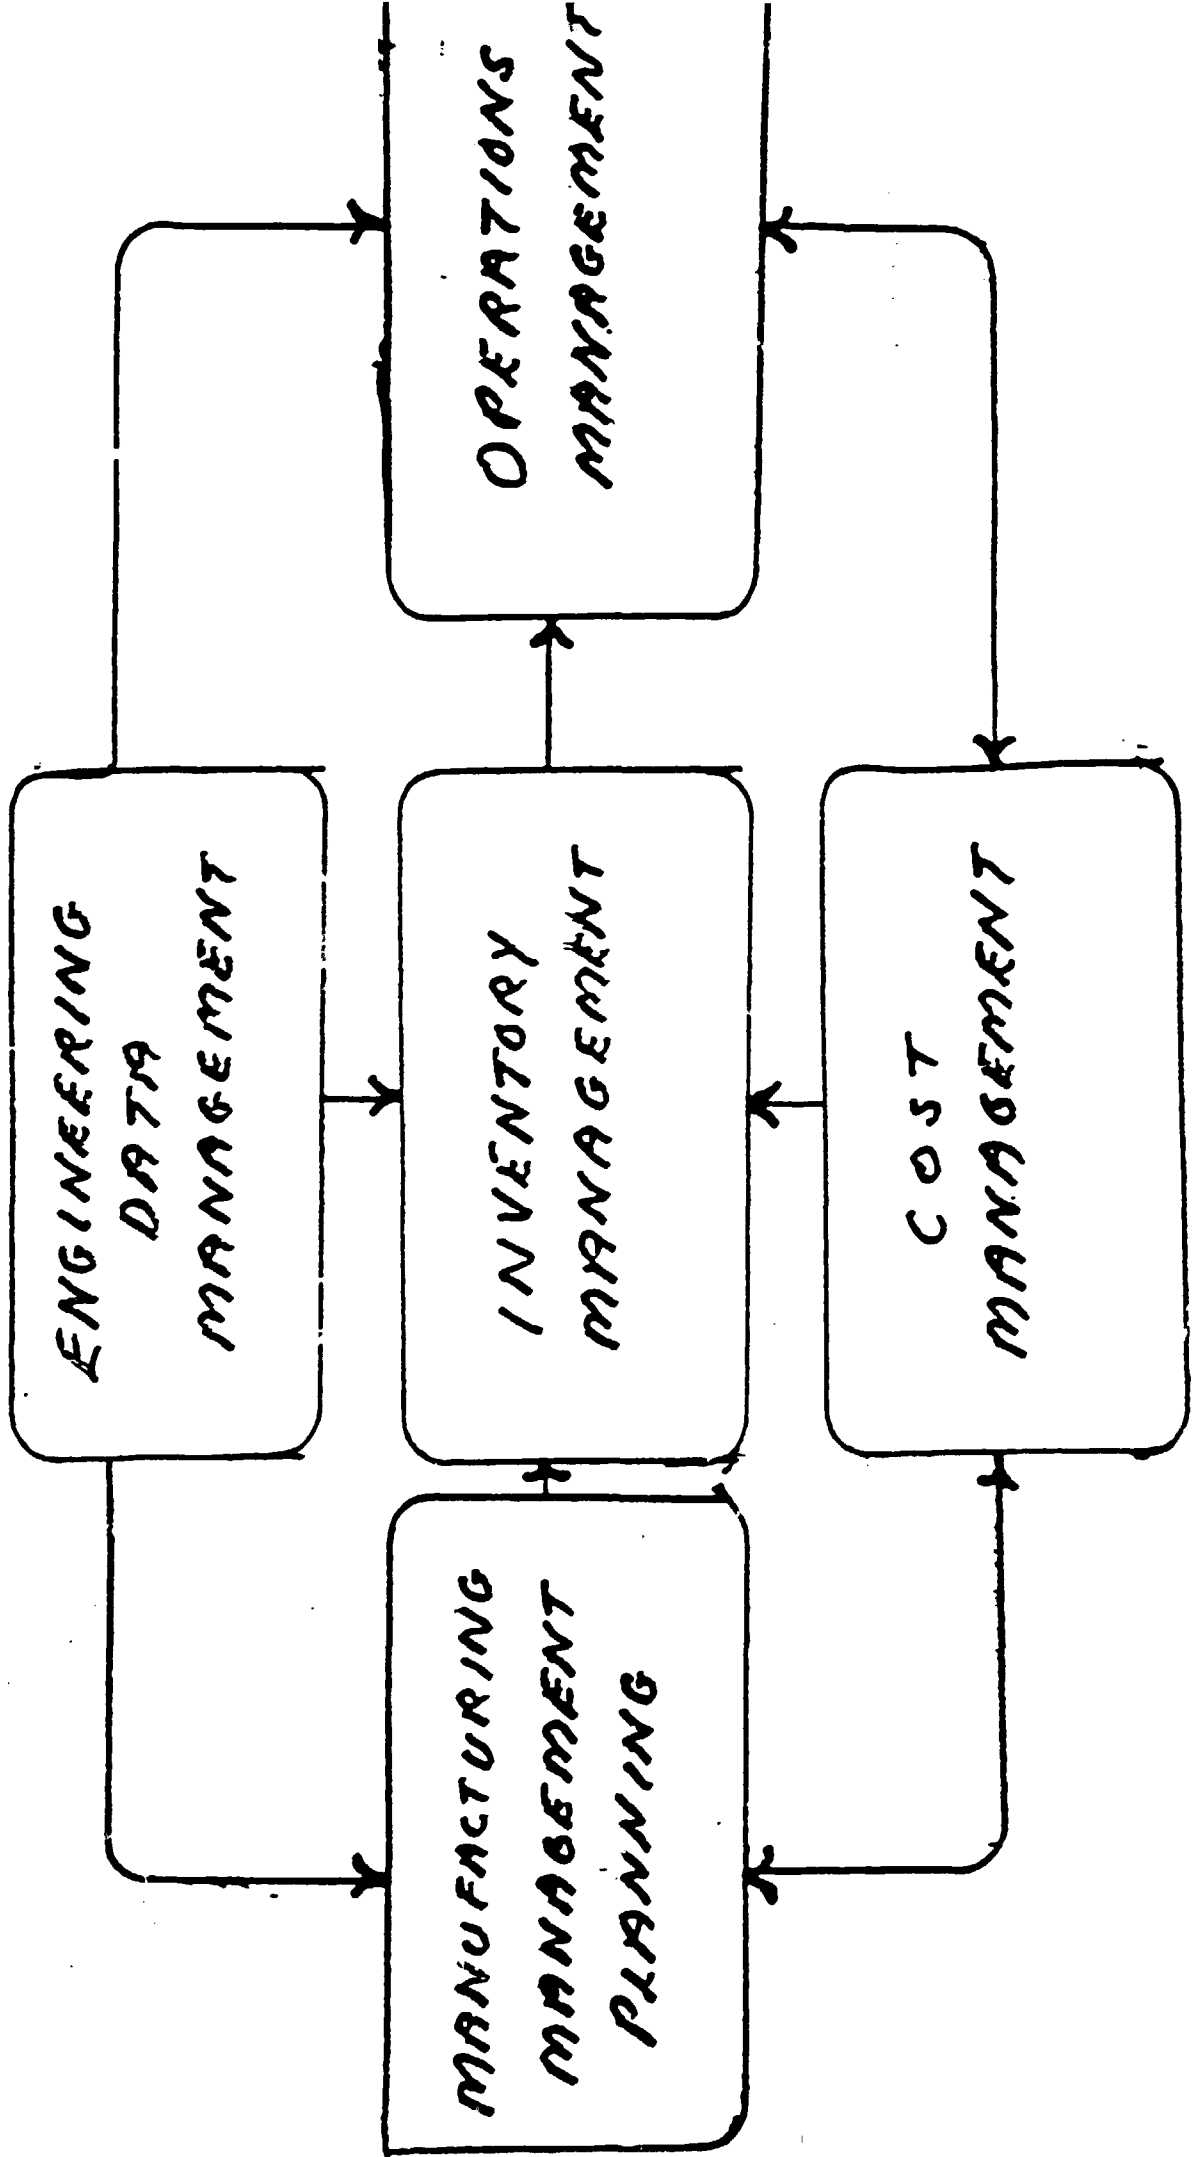 ENGINEERING
DATA
MANAGEMENT
MANUFACTURING
MANAGEMENT
PLANNING
INVENTORY
MANAGEMENT
OPERATIONS
MANAGEMENT
COST
MANAGEMENT